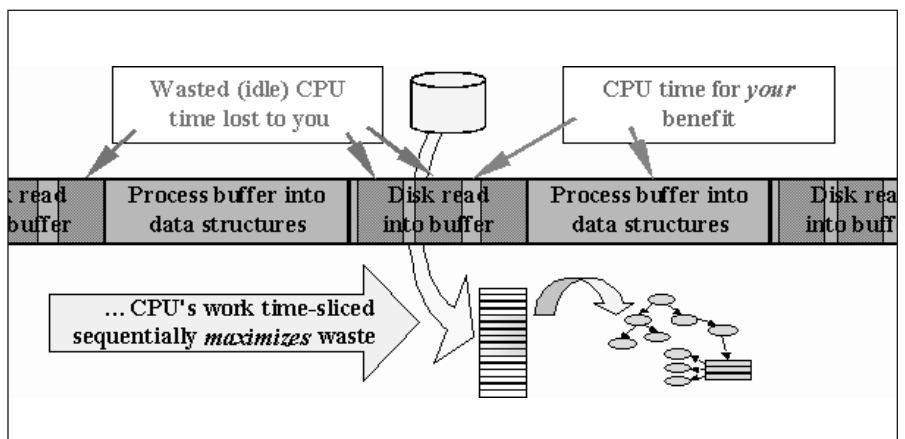 Wasted (idle) CPU
time lost to you
CPU time for your
benefit
k read
buffer
Process buffer into
data structures
Disk read
into buffer
Process buffer into
data structures
Disk rea
into buff
... CPU's work time-sliced
sequentially maximizes waste